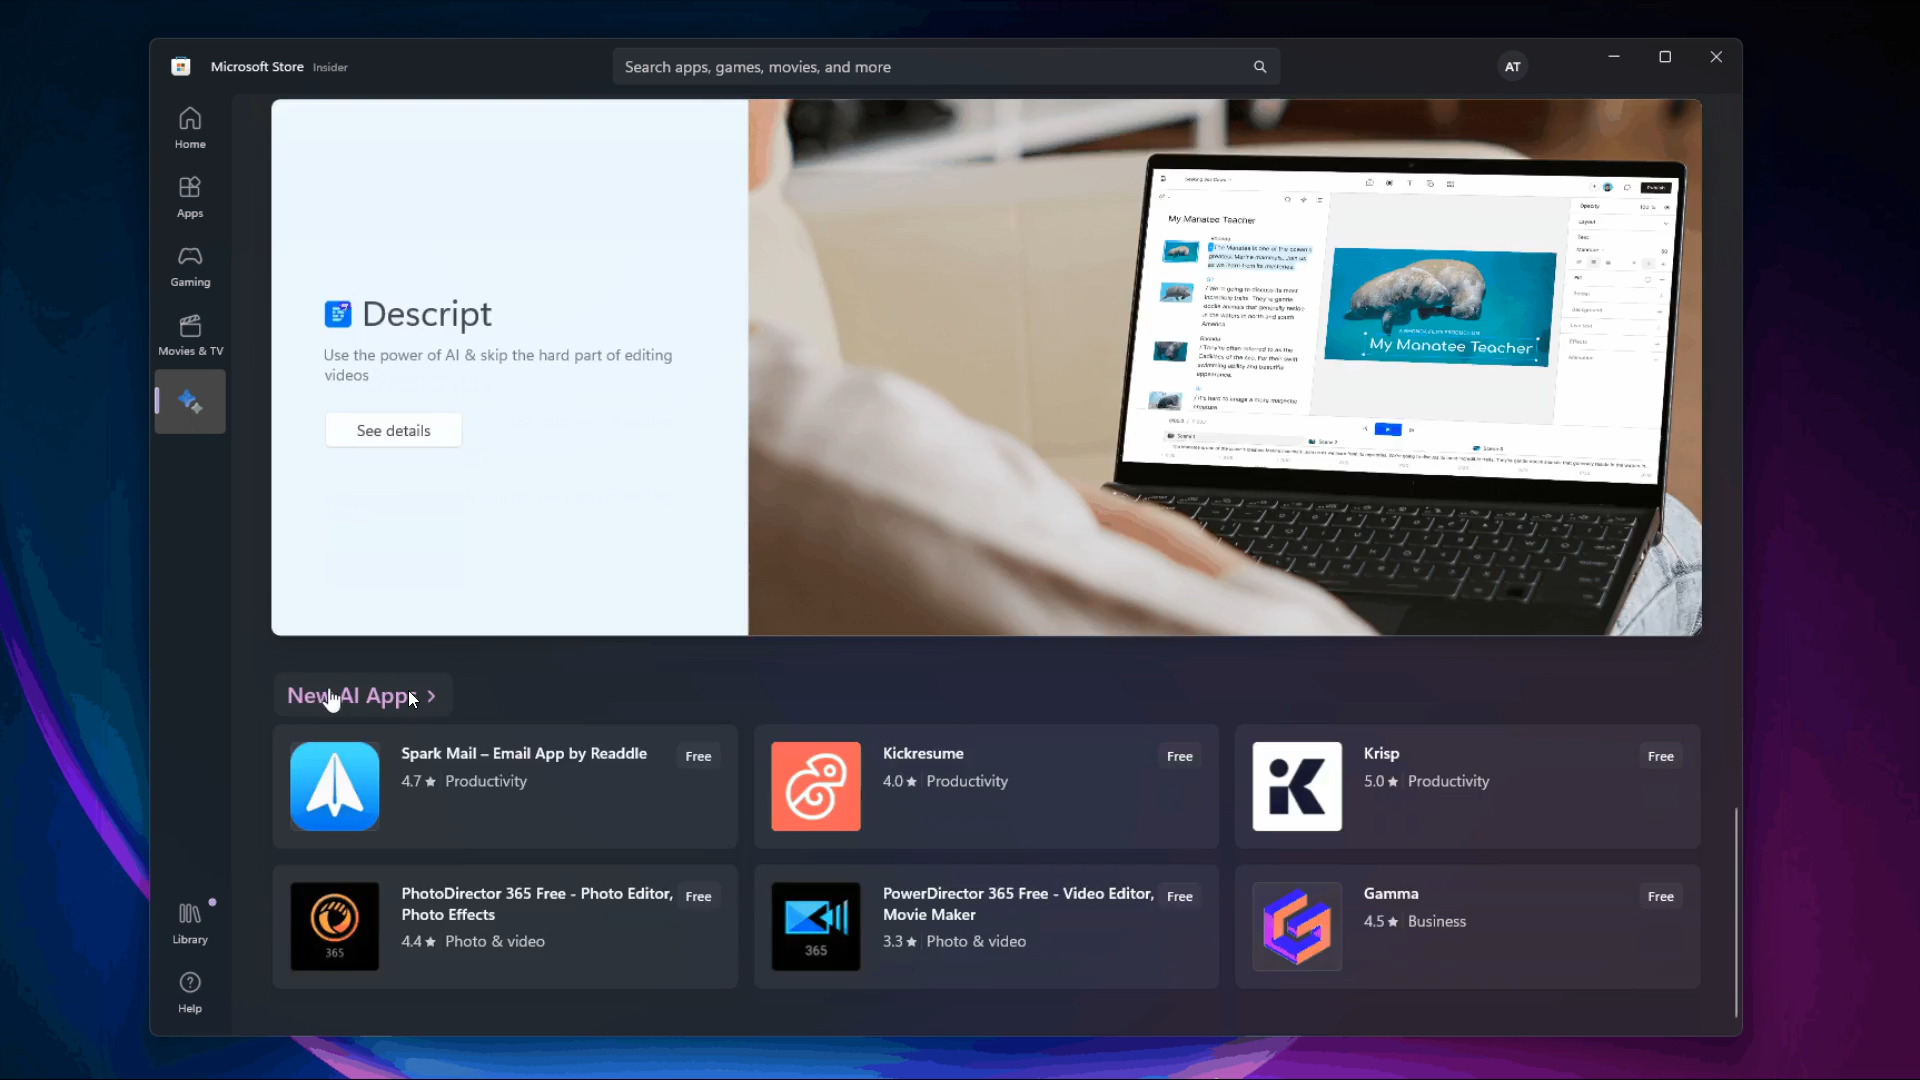 Microsoft Store Insider
Search apps, games, movies, and more
AT
Home
Apps
Gaming
Movies & TV
Library
Help
Descript
Use the power of AI & skip the hard part of editing
videos
See details
My Manatee Teacher
Publish
Opacity
Layout
My Manatee Teacher
New AI Apps
Spark Mail – Email App by Readdle
Free
4.7 ★ Productivity
Kickresume
Free
4.0 ★ Productivity
Krisp
Free
5.0 ★ Productivity
365
PhotoDirector 365 Free - Photo Editor,
Photo Effects
Free
4.4 ★ Photo & video
365
PowerDirector 365 Free - Video Editor,
Movie Maker
Free
3.3 ★ Photo & video
Gamma
Free
4.5 ★ Business